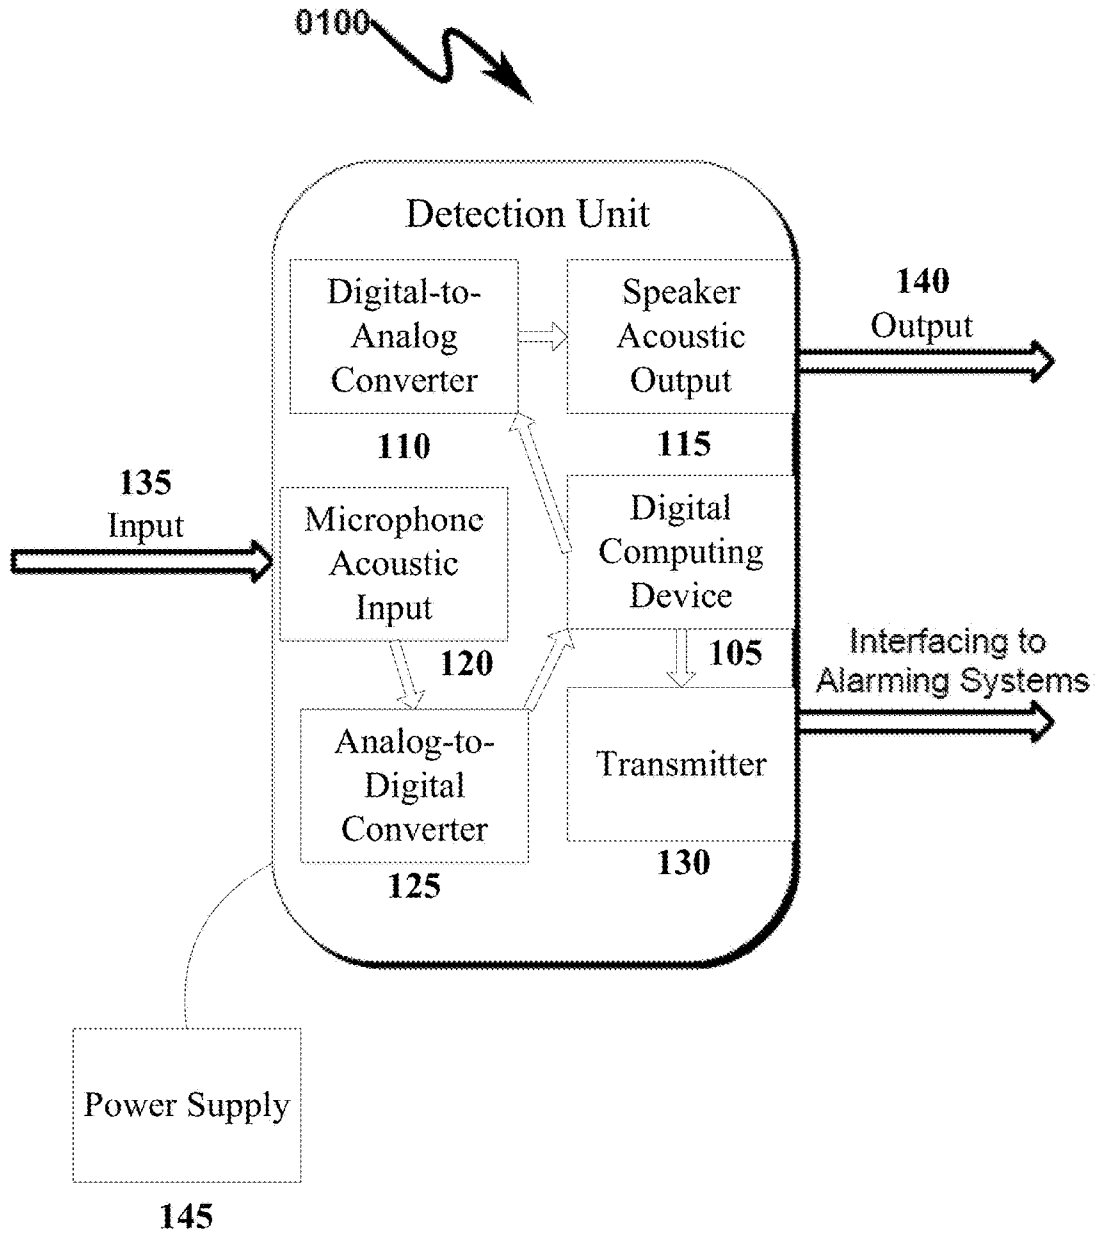 0100
Detection Unit
Digital-to-
Analog
Converter
110
Speaker
Acoustic
Output
115
140
Output
135
Input
Microphone
Acoustic
Input
120
Digital
Computing
Device
105
Interfacing to
Alarming Systems
Analog-to-
Digital
Converter
125
Transmitter
130
Power Supply
145